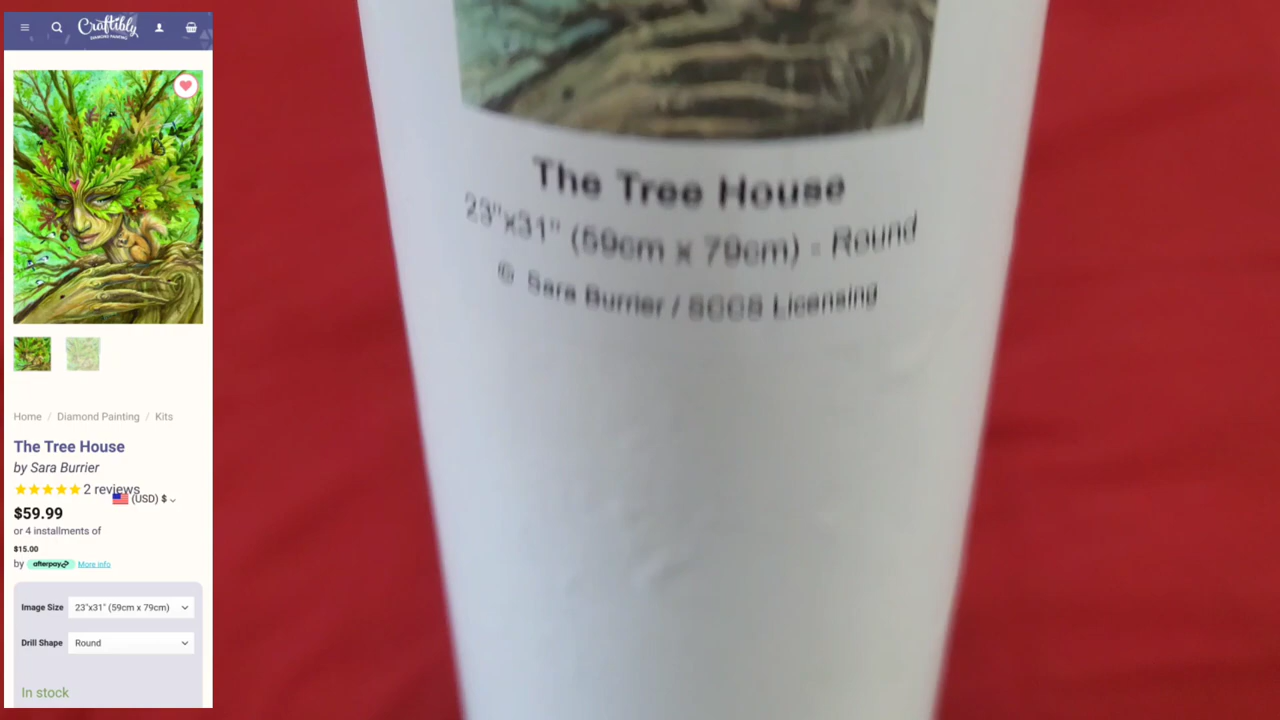 Craftibly
DIAMOND PAINTING
Home / Diamond Painting / Kits
The Tree House
by Sara Burrier
2 reviews
(USD) $
$59.99
or 4 installments of
$15.00
by afterpay More info
Image Size 23"x31" (59cm x 79cm)
Drill Shape Round
In stock
The Tree House
23"x31" (59cm x 79cm) - Round
© Sara Burrier / SGCS Licensing